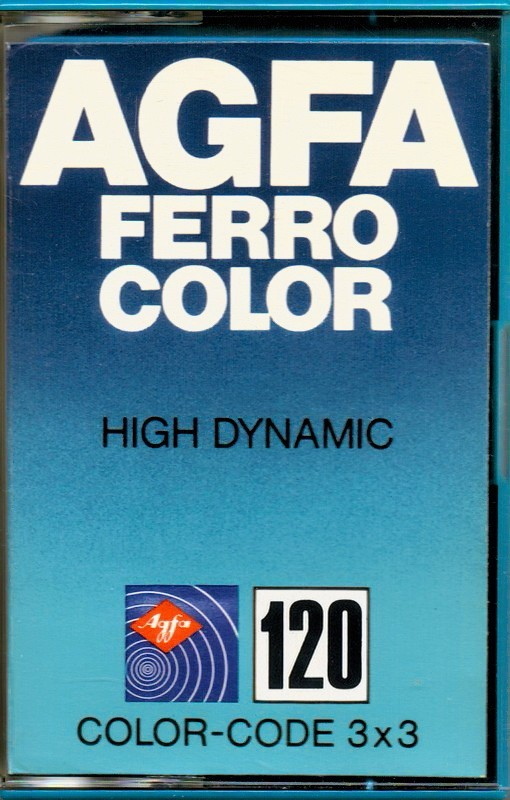 AGFA
FERRO
COLOR
HIGH DYNAMIC
Agfa
120
COLOR-CODE 3x3